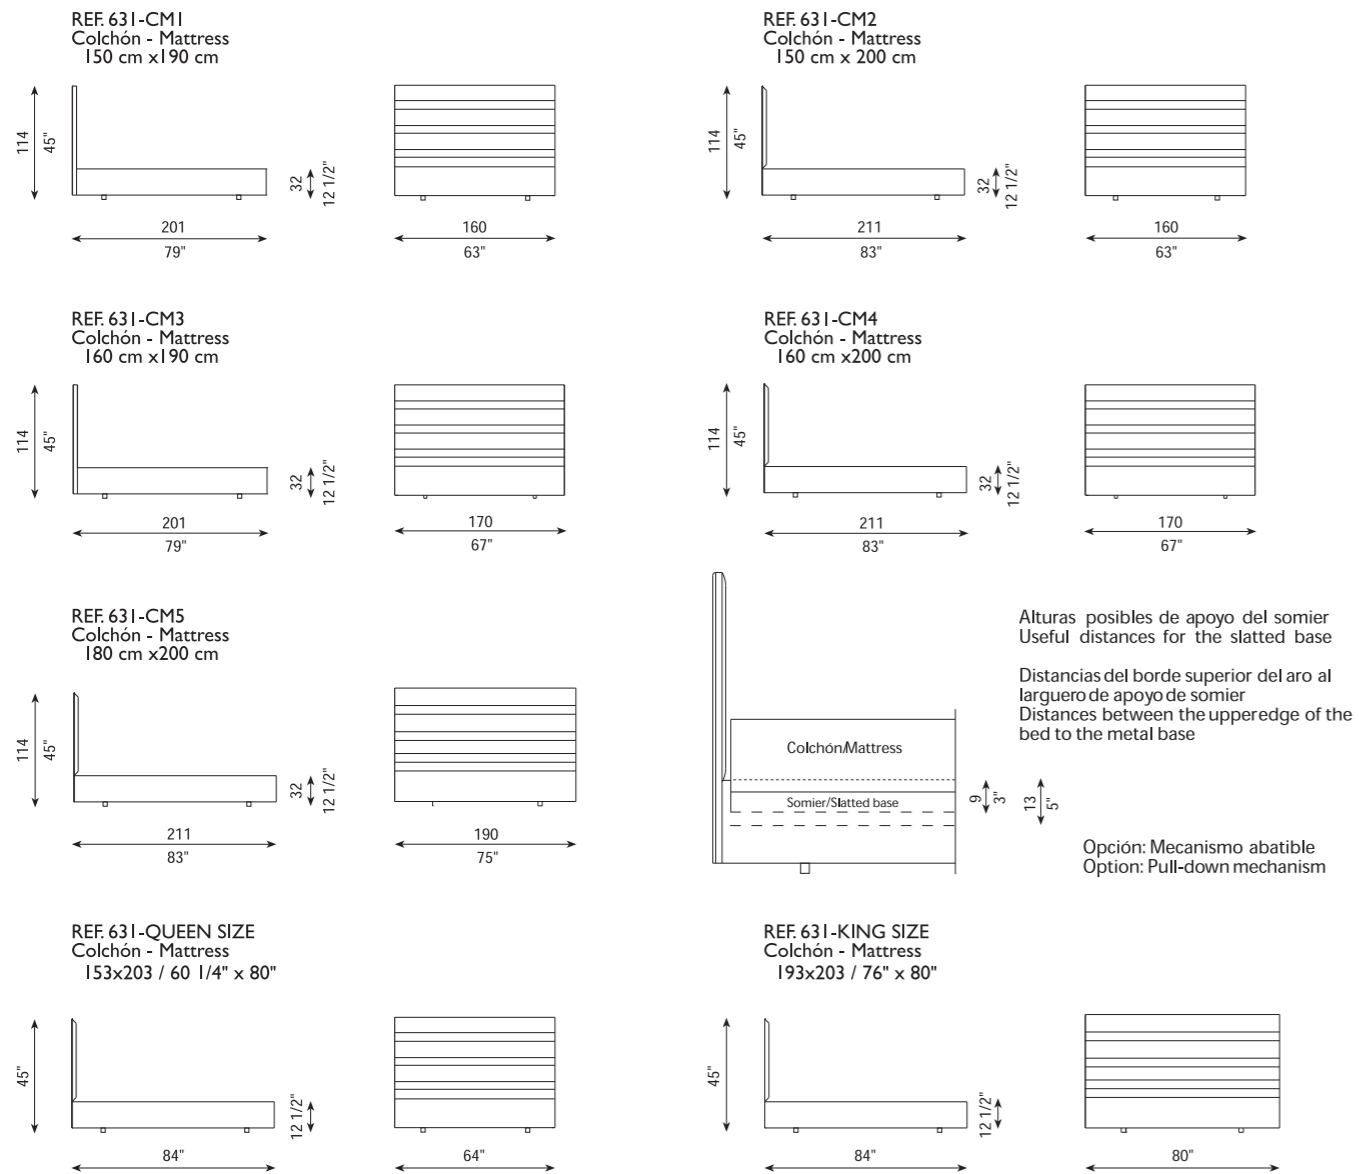 REF. 631-CM1
Colchón - Mattress
150 cm x190 cm
114
45"
32
12 1/2"
201
79"
160
63"
REF. 631-CM2
Colchón - Mattress
150 cm x 200 cm
114
45"
32
12 1/2"
211
83"
160
63"
REF. 631-CM3
Colchón - Mattress
160 cm x190 cm
114
45"
32
12 1/2"
201
79"
170
67"
REF. 631-CM4
Colchón - Mattress
160 cm x200 cm
114
45"
32
12 1/2"
211
83"
170
67"
REF. 631-CM5
Colchón - Mattress
180 cm x200 cm
114
45"
32
12 1/2"
211
83"
190
75"
Alturas posibles de apoyo del somier
Useful distances for the slatted base
Distancias del borde superior del aro al
larguero de apoyo de somier
Distances between the upperedge of the
bed to the metal base
Colchón/Mattress
Somier/Slatted base
9
3"
13
5"
Opción: Mecanismo abatible
Option: Pull-down mechanism
REF. 631-QUEEN SIZE
Colchón - Mattress
153x203 / 60 1/4" x 80"
45"
12 1/2"
84"
64"
REF. 631-KING SIZE
Colchón - Mattress
193x203 / 76" x 80"
45"
12 1/2"
84"
80"